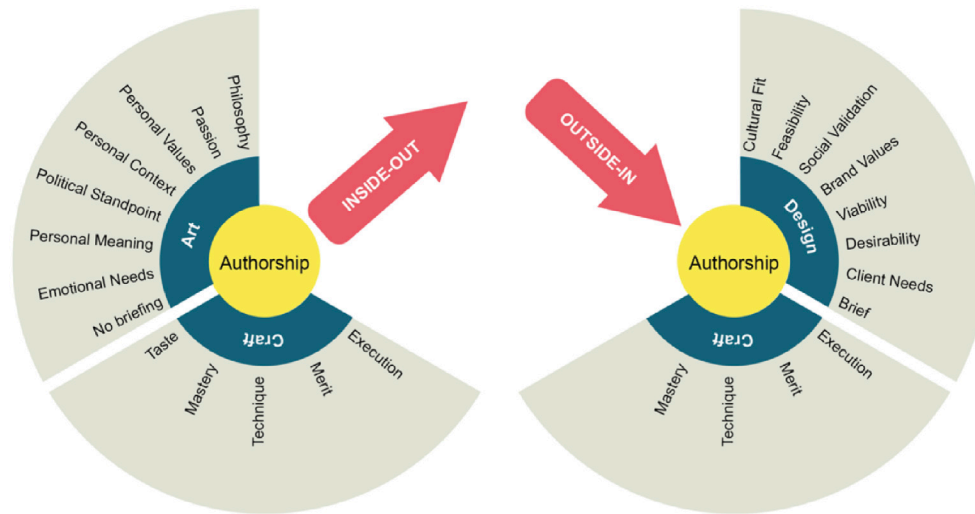 Philosophy
Passion
Personal Values
Personal Context
Political Standpoint
Personal Meaning
Emotional Needs
No briefing
Art
Authorship
INSIDE-OUT
Craft
Taste
Mastery
Technique
Merit
Execution
OUTSIDE-IN
Cultural Fit
Feasibility
Social Validation
Brand Values
Viability
Desirability
Client Needs
Brief
Design
Authorship
Craft
Mastery
Technique
Merit
Execution